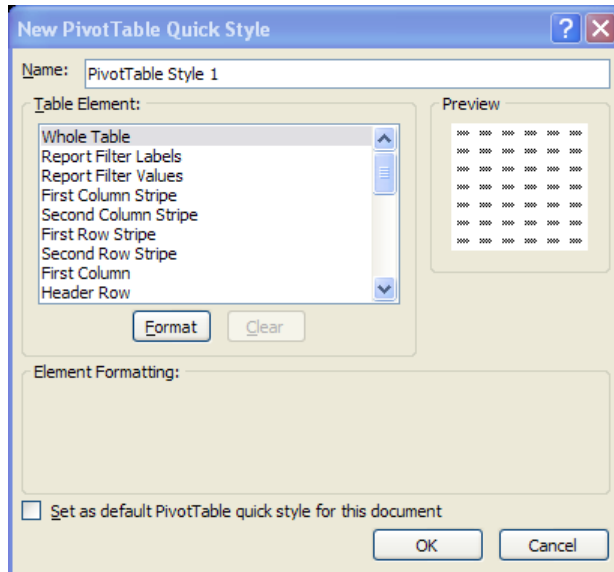 New PivotTable Quick Style
Name: PivotTable Style 1
Table Element:
Preview
Whole Table
Report Filter Labels
Report Filter Values
First Column Stripe
Second Column Stripe
First Row Stripe
Second Row Stripe
First Column
Header Row
Format Clear
Element Formatting:
Set as default PivotTable quick style for this document
OK Cancel